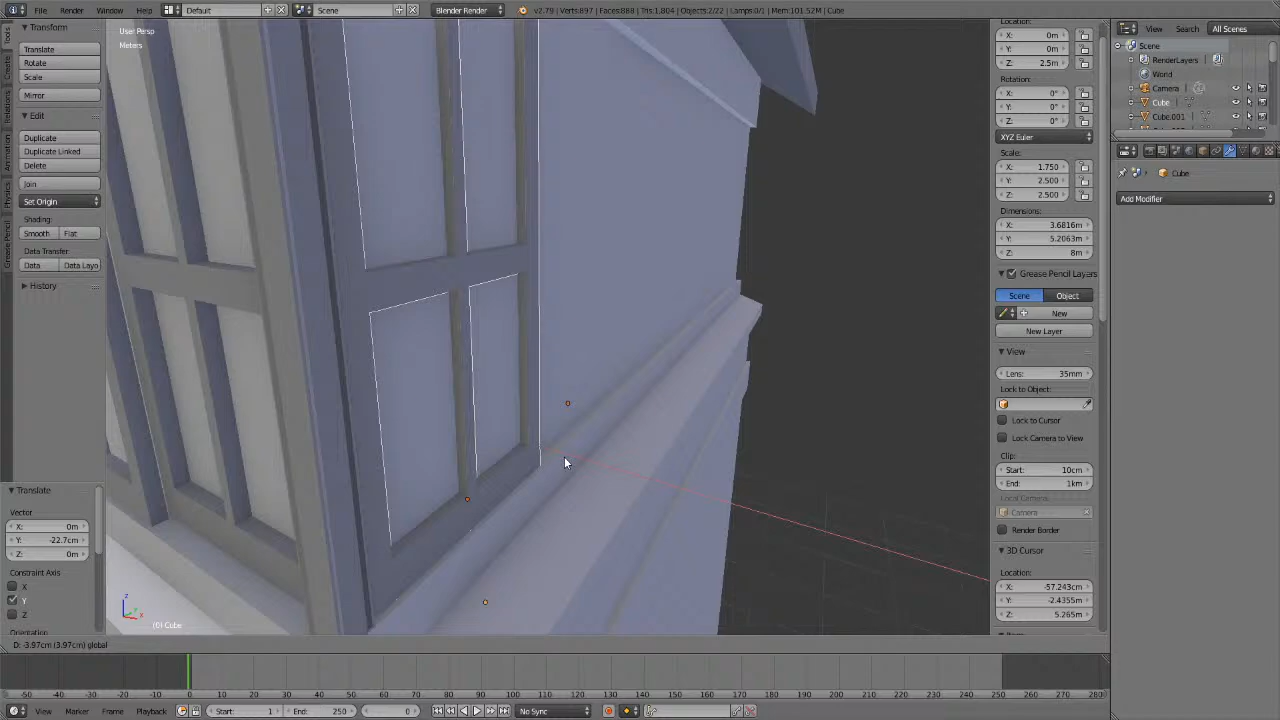 File
Render
Window
Help
Default
Scene
Blender Render
v2.79 | Verts:897 | Faces:888 | Tris:1,804 | Objects:2/22 | Lamps:0/1 | Mem:101.52M | Cube
Tools
Create
Relations
Animation
Physics
Grease Pencil
Transform
Translate
Rotate
Scale
Mirror
Edit
Duplicate
Duplicate Linked
Delete
Join
Set Origin
Shading:
Smooth
Flat
Data Transfer:
Data
Data Layo
History
Translate
Vector
X: 0m
Y: -22.7cm
Z: 0m
Constraint Axis
X
Y
Z
Orientation
User Persp
Meters
z
x
(0) Cube
D: -3.97cm (3.97cm) global
Location:
X: 0m
Y: 0m
Z: 2.5m
Rotation:
X: 0°
Y: 0°
Z: 0°
XYZ Euler
Scale:
X: 1.750
Y: 2.500
Z: 2.500
Dimensions:
X: 3.6816m
Y: 5.2063m
Z: 8m
Grease Pencil Layers
Scene
Object
New
New Layer
View
Lens: 35mm
Lock to Object:
Lock to Cursor
Lock Camera to View
Clip:
Start: 10cm
End: 1km
Local Camera:
Camera
Render Border
3D Cursor
Location:
X: -57.243cm
Y: -2.4355m
Z: 5.265m
View
Search
All Scenes
Scene
RenderLayers
World
Camera
Cube
Cube.001
Cube
Add Modifier
-50 -40 -30 -20 -10 0 10 20 30 40 50 60 70 80 90 100 110 120 130 140 150 160 170 180 190 200 210 220 230 240 250 260 270 280
View
Marker
Frame
Playback
Start: 1
End: 250
0
No Sync